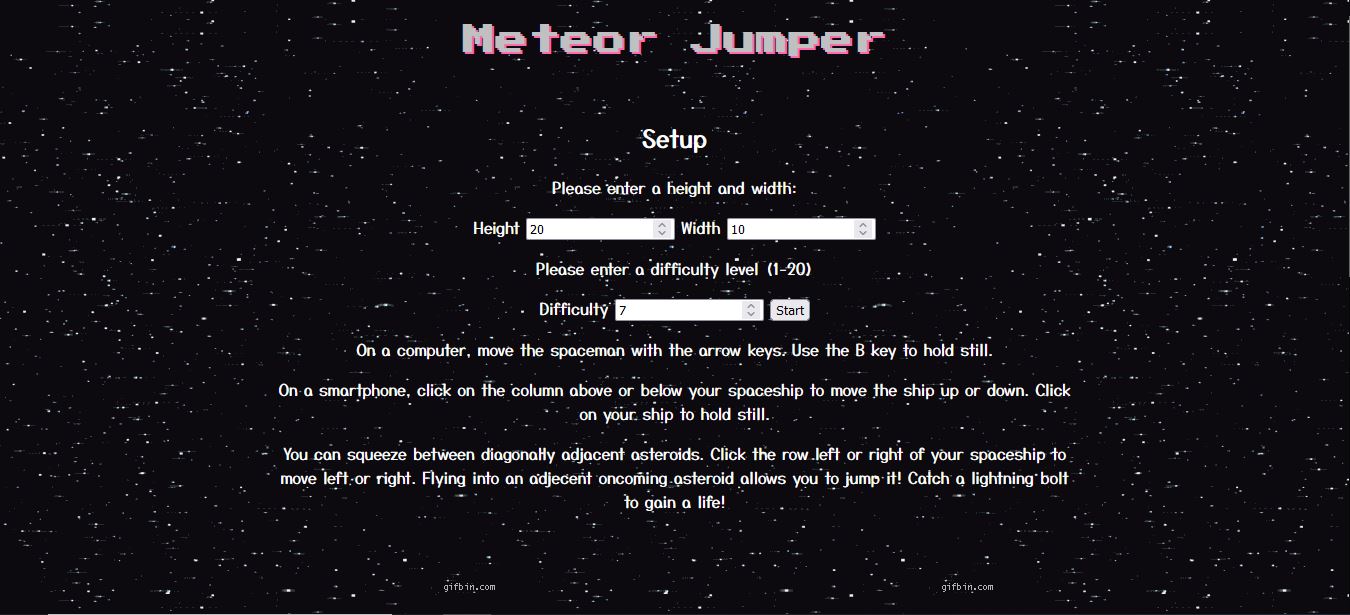 Meteor Jumper
Setup
Please enter a height and width:
Height 20 Width 10
Please enter a difficulty level (1-20)
Difficulty 7 Start
On a computer, move the spaceman with the arrow keys. Use the B key to hold still.
On a smartphone, click on the column above or below your spaceship to move the ship up or down. Click
on your ship to hold still.
You can squeeze between diagonally adjacent asteroids. Click the row left or right of your spaceship to
move left or right. Flying into an adjecent oncoming asteroid allows you to jump it! Catch a lightning bolt
to gain a life!
gifbin.com gifbin.com